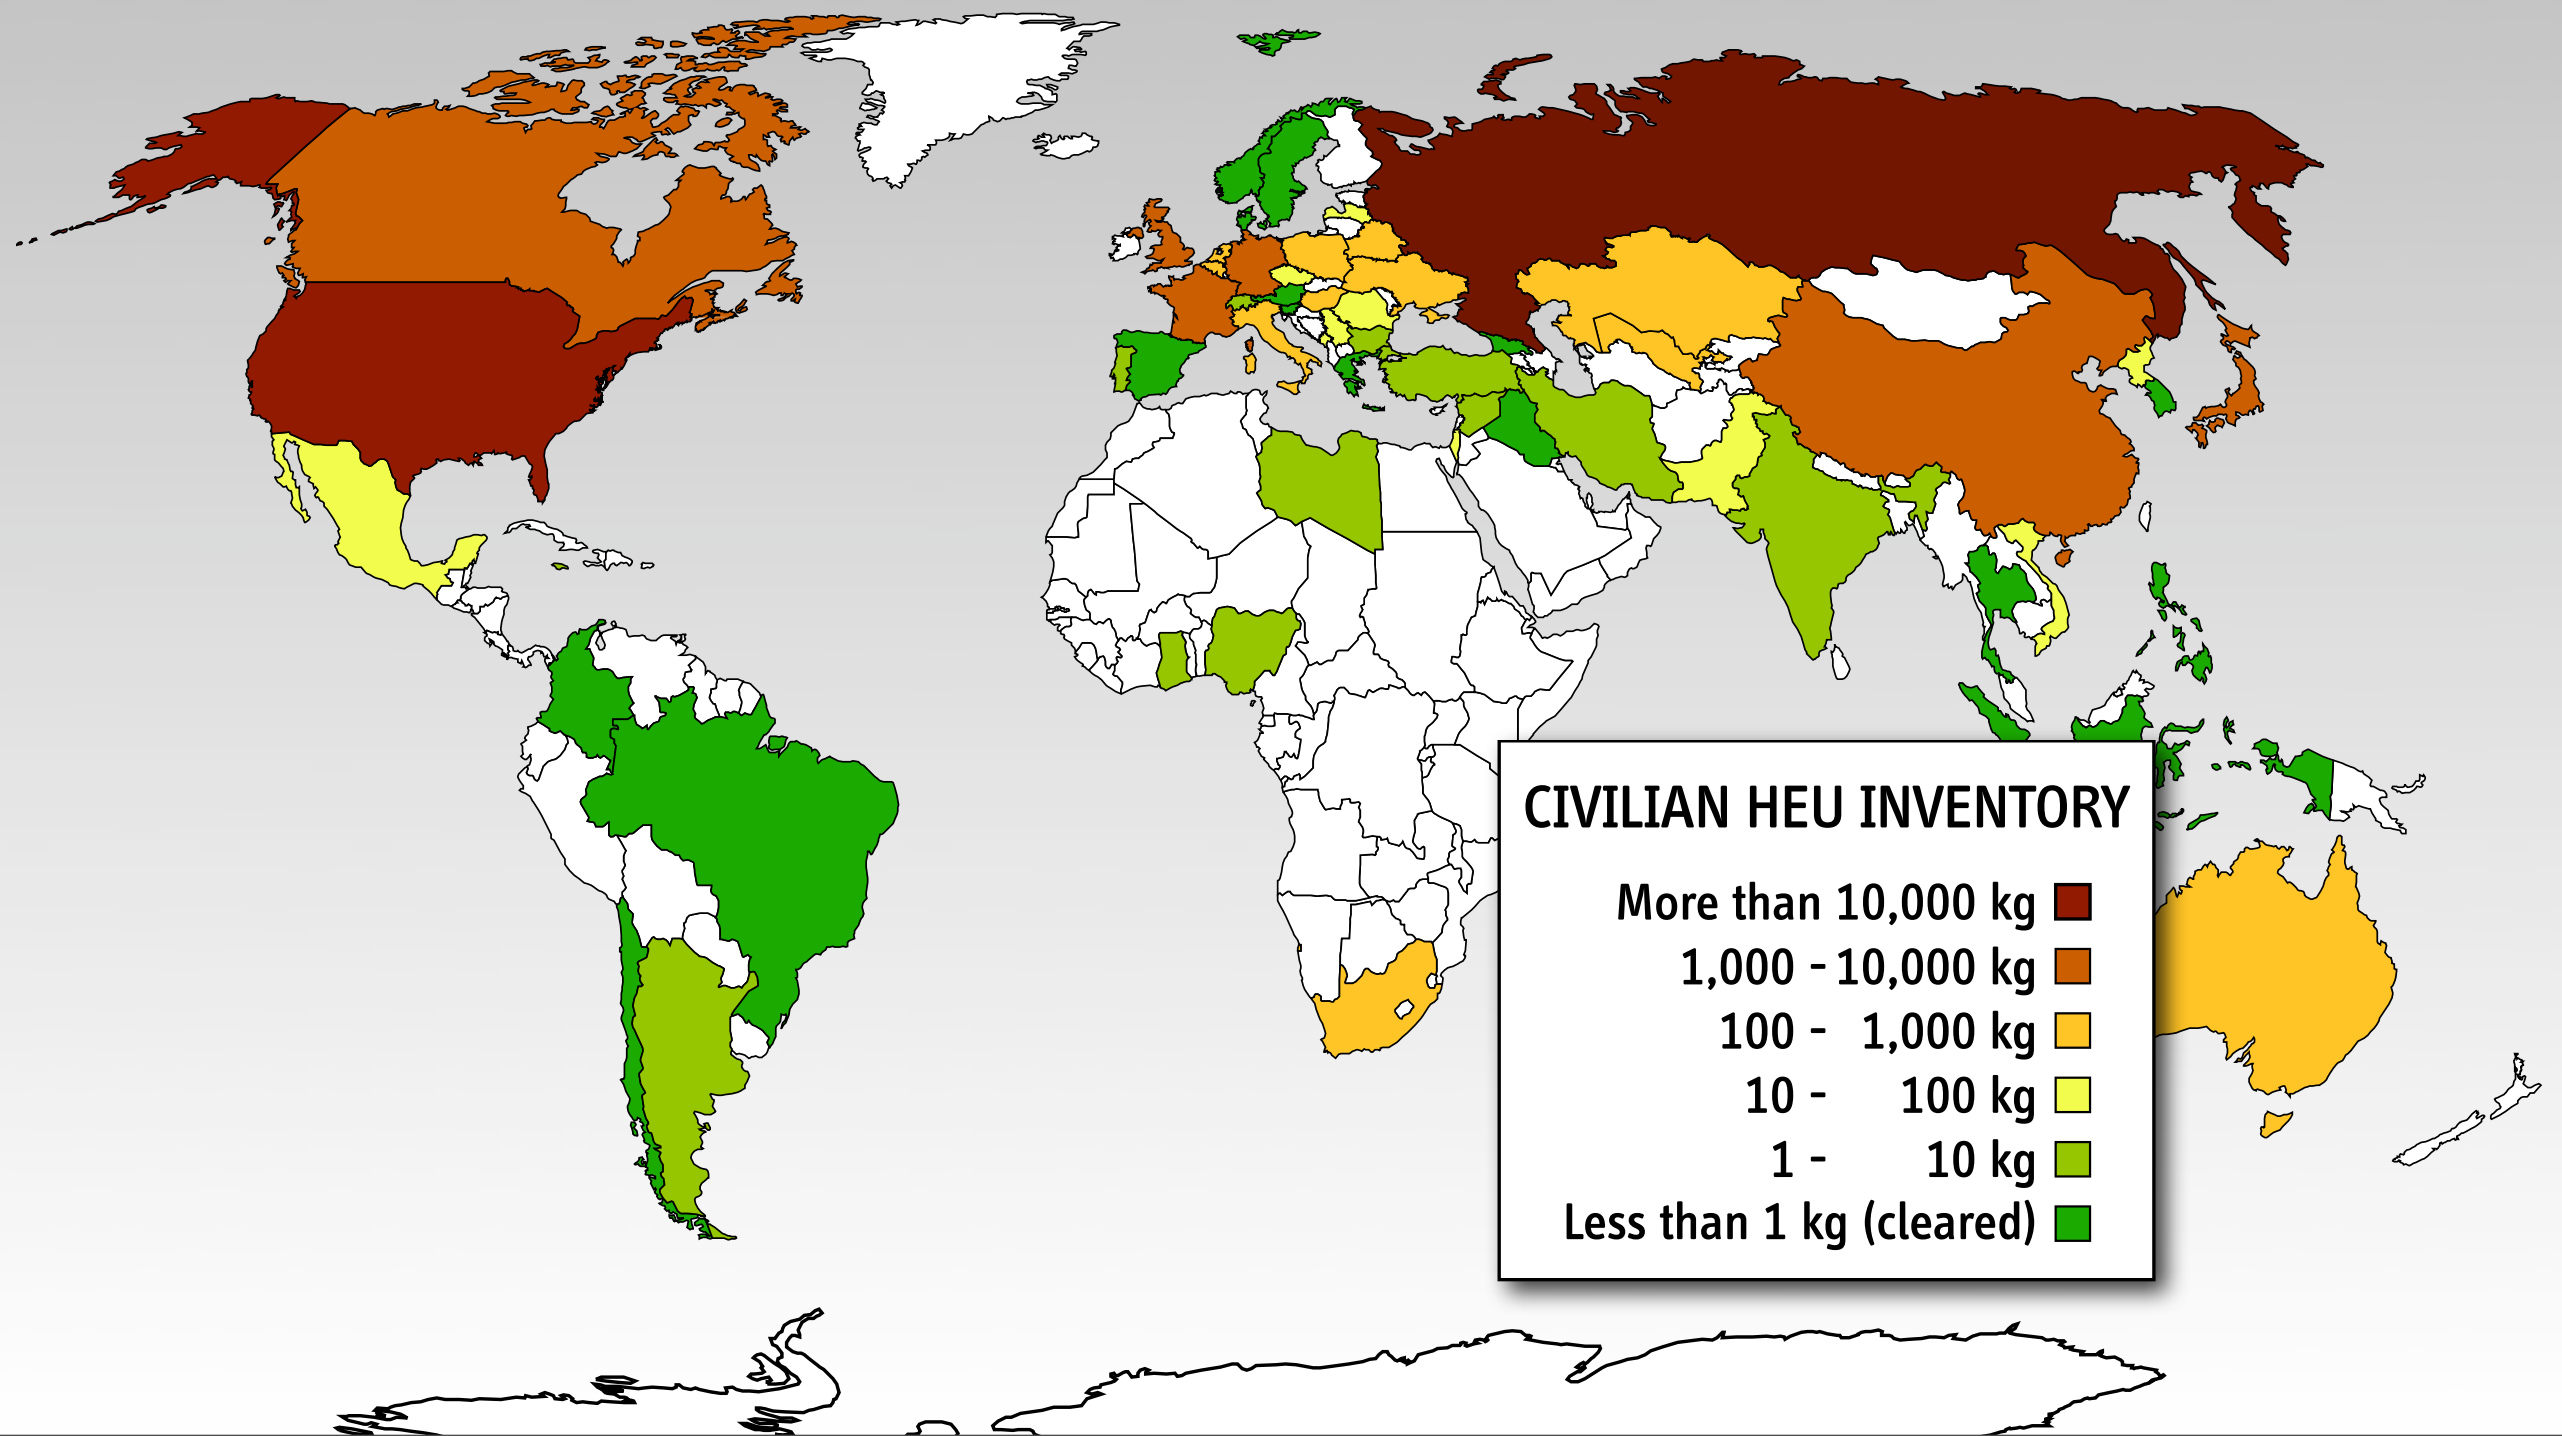 CIVILIAN HEU INVENTORY
More than 10,000 kg
1,000 - 10,000 kg
100 - 1,000 kg
10 - 100 kg
1 - 10 kg
Less than 1 kg (cleared)